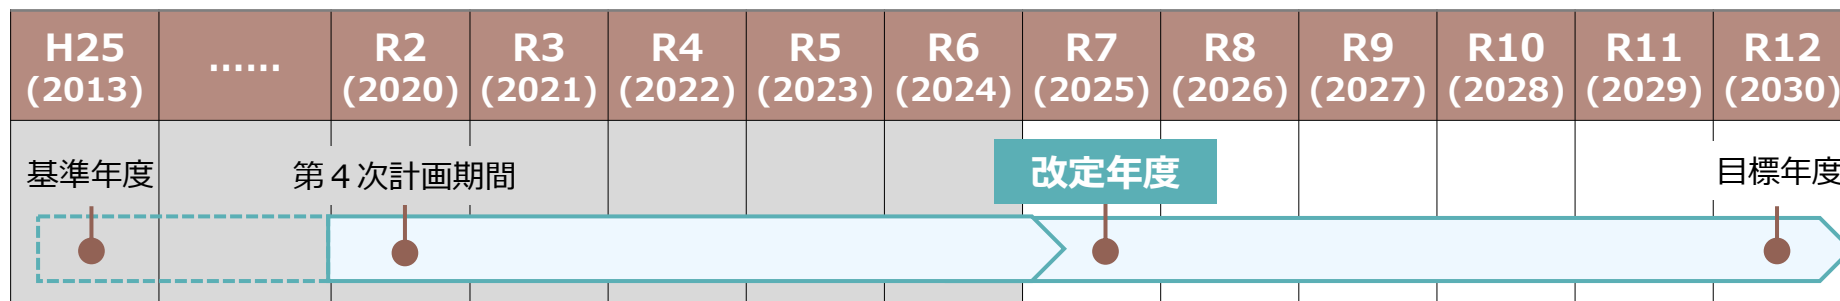 H25
(2013)
……
R2
(2020)
R3
(2021)
R4
(2022)
R5
(2023)
R6
(2024)
R7
(2025)
R8
(2026)
R9
(2027)
R10
(2028)
R11
(2029)
R12
(2030)
基準年度
第４次計画期間
改定年度
目標年度